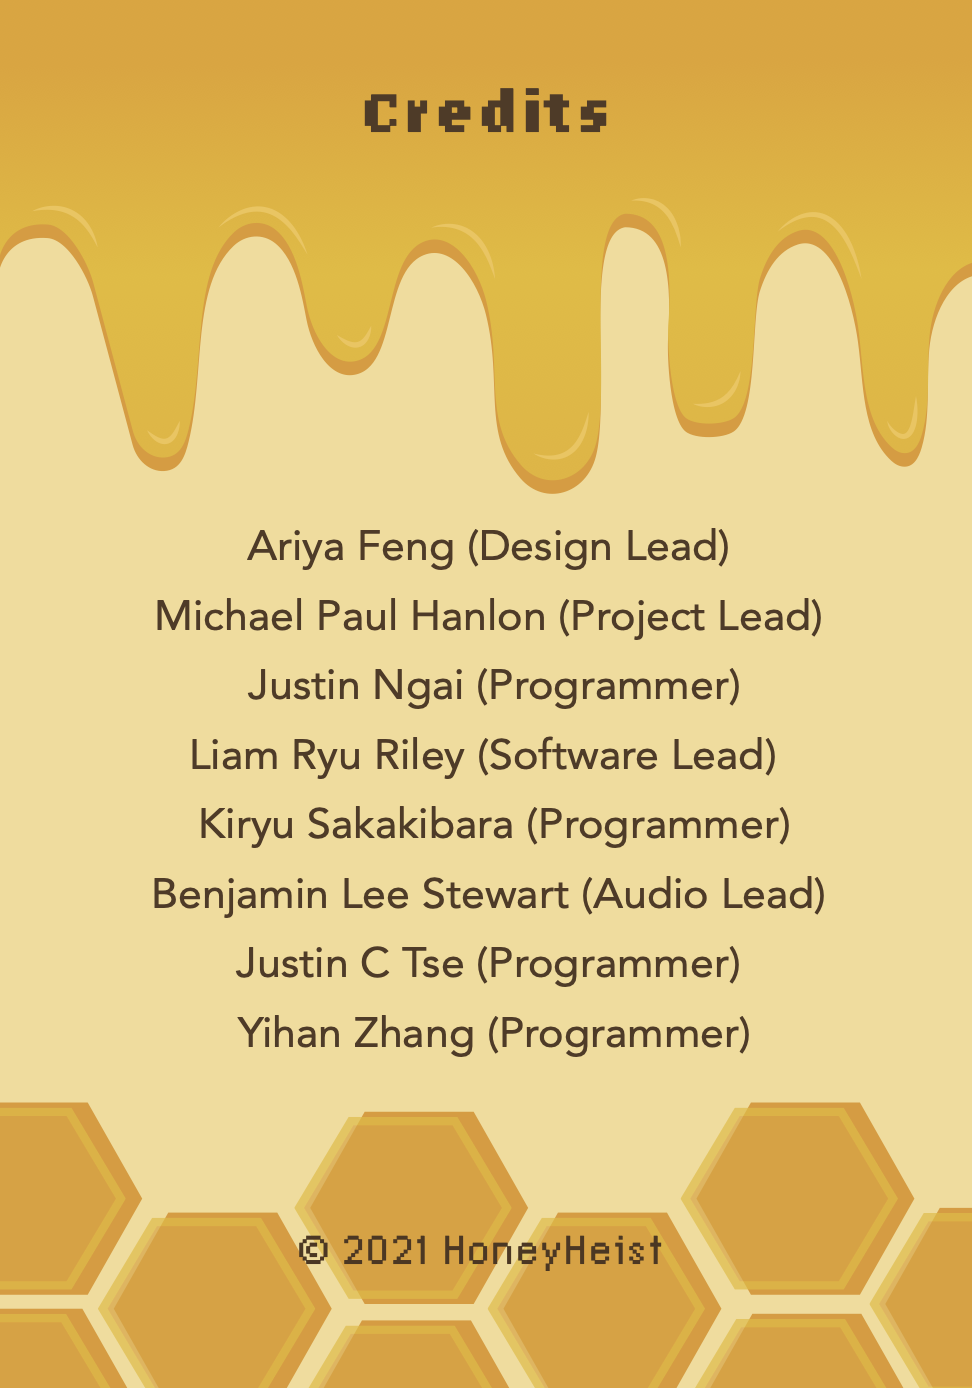 Credits
Ariya Feng (Design Lead)
Michael Paul Hanlon (Project Lead)
Justin Ngai (Programmer)
Liam Ryu Riley (Software Lead)
Kiryu Sakakibara (Programmer)
Benjamin Lee Stewart (Audio Lead)
Justin C Tse (Programmer)
Yihan Zhang (Programmer)
© 2021 HoneyHeist